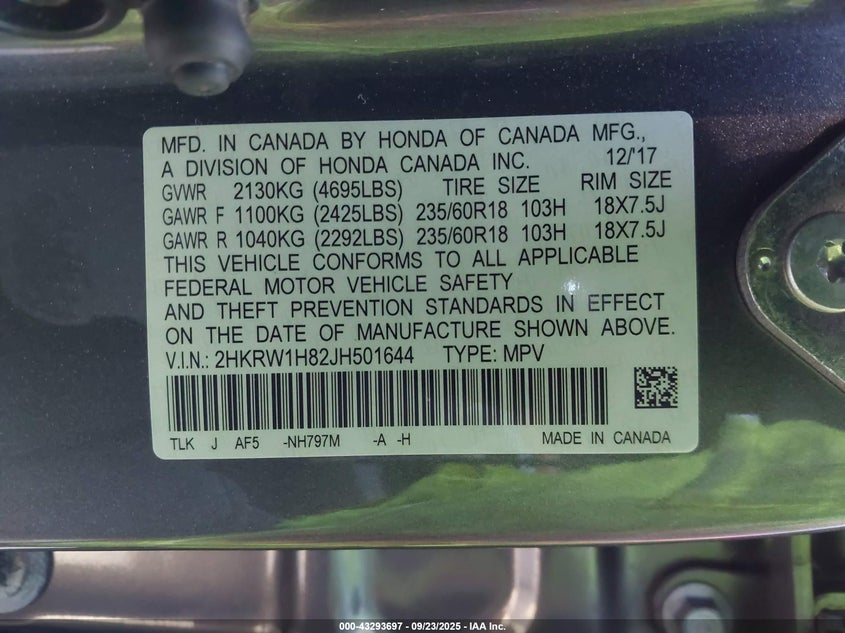 MFD. IN CANADA BY HONDA OF CANADA MFG.,
A DIVISION OF HONDA CANADA INC. 12/'17
GVWR 2130KG (4695LBS) TIRE SIZE RIM SIZE
GAWR F 1100KG (2425LBS) 235/60R18 103H 18X7.5J
GAWR R 1040KG (2292LBS) 235/60R18 103H 18X7.5J
THIS VEHICLE CONFORMS TO ALL APPLICABLE
FEDERAL MOTOR VEHICLE SAFETY
AND THEFT PREVENTION STANDARDS IN EFFECT
ON THE DATE OF MANUFACTURE SHOWN ABOVE.
V.I.N.: 2HKRW1H82JH501644 TYPE: MPV
TLK J AF5 -NH797M -A -H MADE IN CANADA
000-43293697 - 09/23/2025 - IAA Inc.